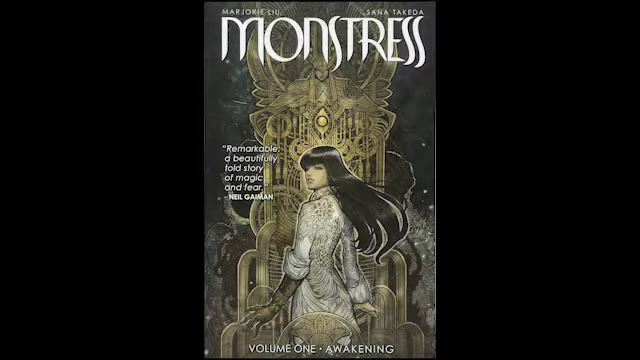 MARJORIE LIU
SANA TAKEDA
MONSTRESS
"Remarkable:
a beautifully
told story
of magic
and fear."
- NEIL GAIMAN
VOLUME ONE • AWAKENING